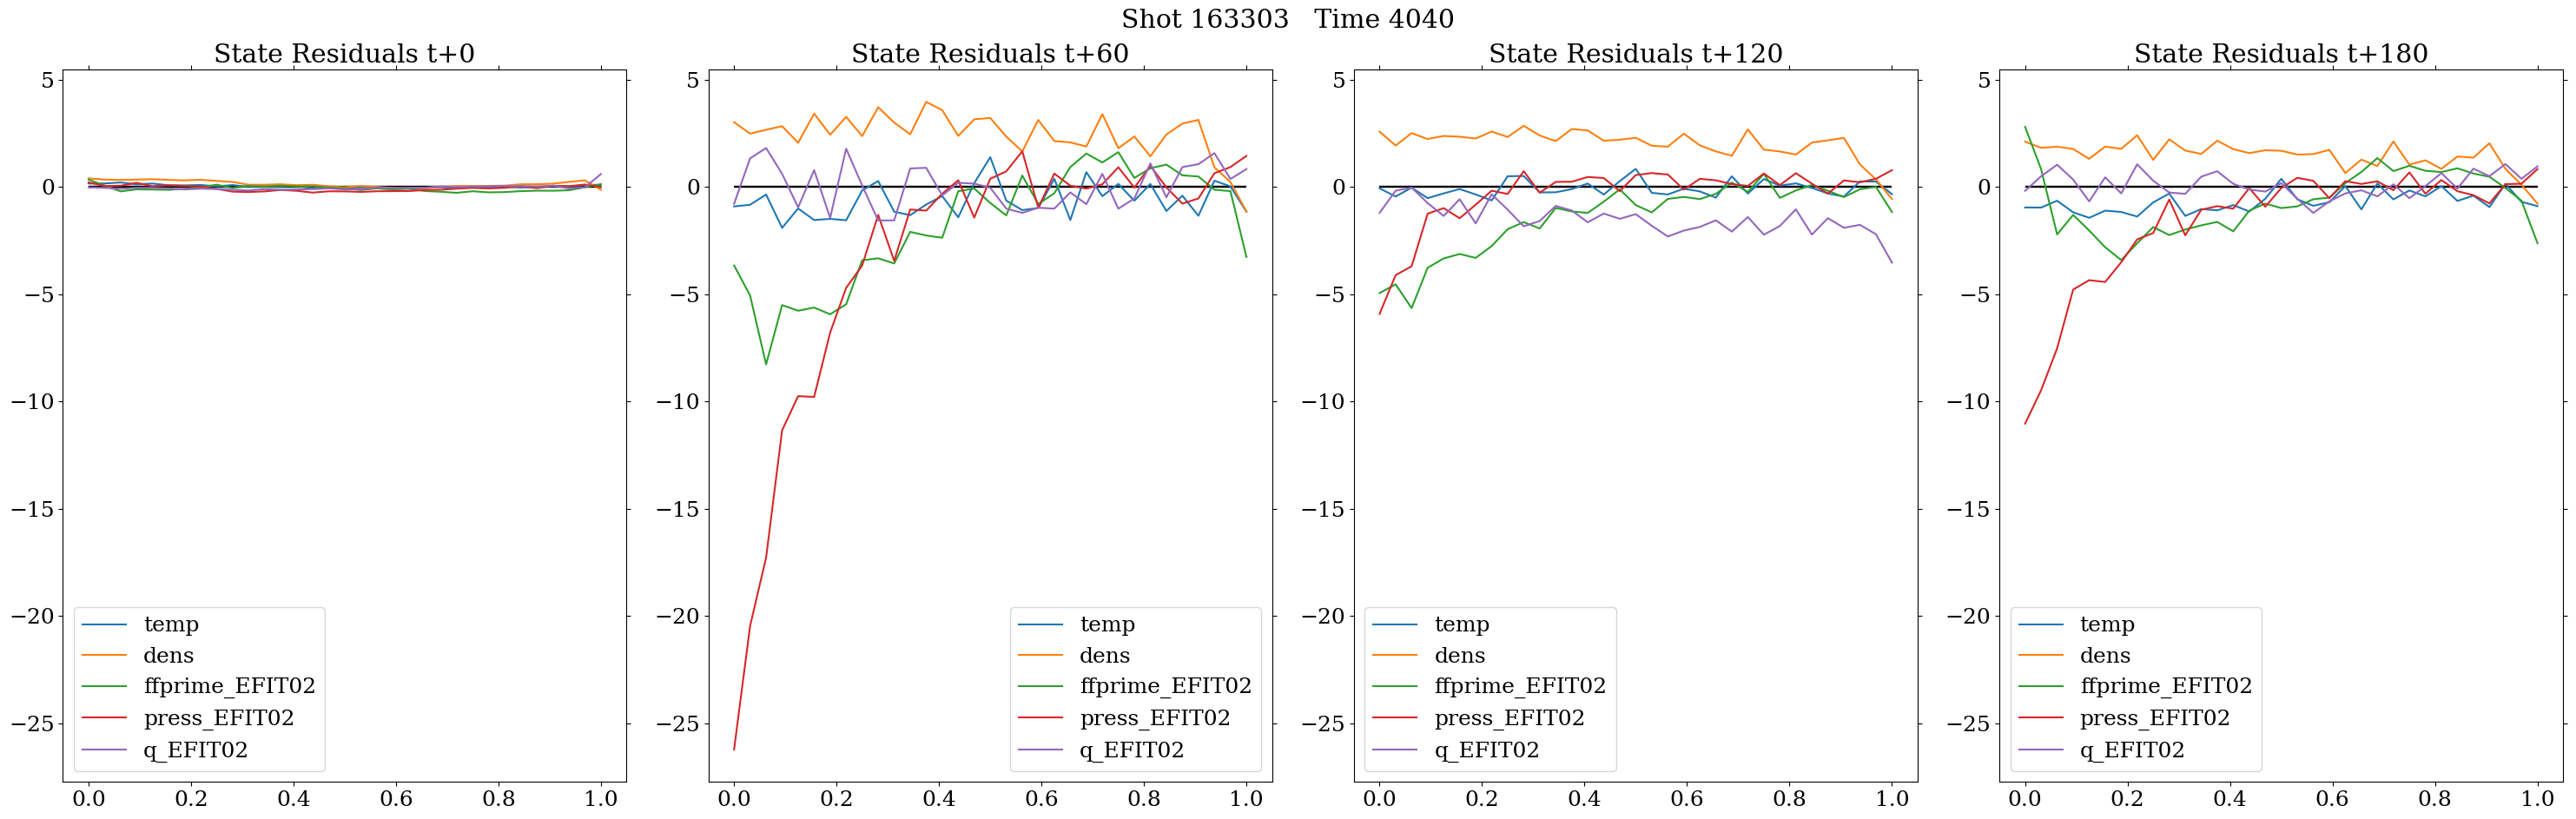 Shot 163303   Time 4040
State Residuals t+0
5
0
−5
−10
−15
−20
−25
temp
dens
ffprime_EFIT02
press_EFIT02
q_EFIT02
0.0 0.2 0.4 0.6 0.8 1.0
State Residuals t+60
5
0
−5
−10
−15
−20
−25
temp
dens
ffprime_EFIT02
press_EFIT02
q_EFIT02
0.0 0.2 0.4 0.6 0.8 1.0
State Residuals t+120
5
0
−5
−10
−15
−20
−25
temp
dens
ffprime_EFIT02
press_EFIT02
q_EFIT02
0.0 0.2 0.4 0.6 0.8 1.0
State Residuals t+180
5
0
−5
−10
−15
−20
−25
temp
dens
ffprime_EFIT02
press_EFIT02
q_EFIT02
0.0 0.2 0.4 0.6 0.8 1.0